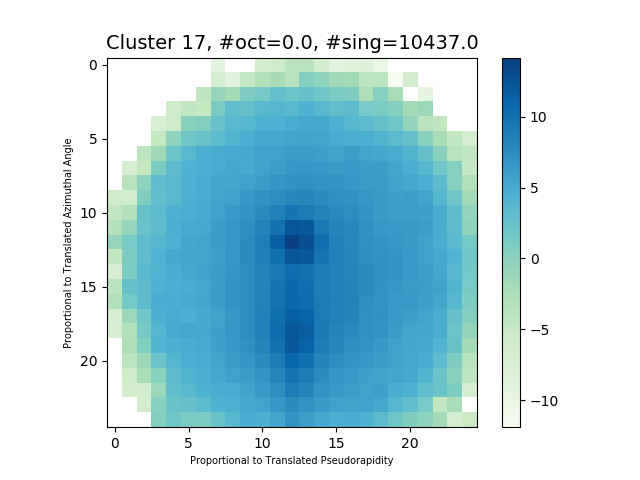 Cluster 17, #oct=0.0, #sing=10437.0
Proportional to Translated Azimuthal Angle
0
5
10
15
20
0 5 10 15 20
Proportional to Translated Pseudorapidity
10
5
0
−5
−10